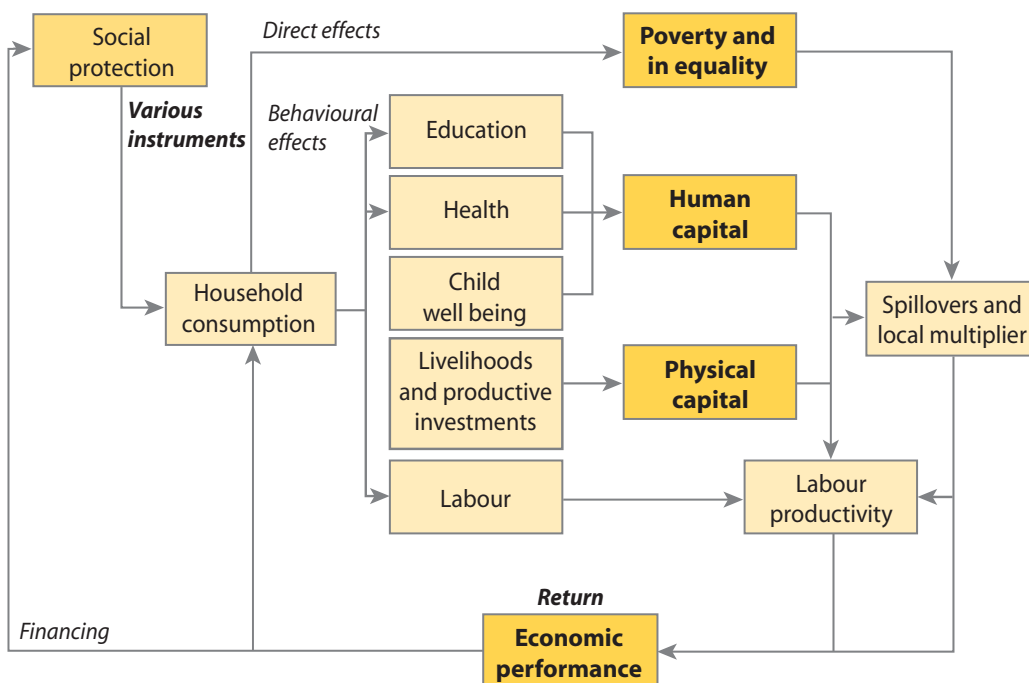 Social
protection
Direct effects
Poverty and
in equality
Various
instruments
Behavioural
effects
Education
Health
Human
capital
Child
well being
Household
consumption
Spillovers and
local multiplier
Livelihoods
and productive
investments
Physical
capital
Labour
Labour
productivity
Return
Financing
Economic
performance